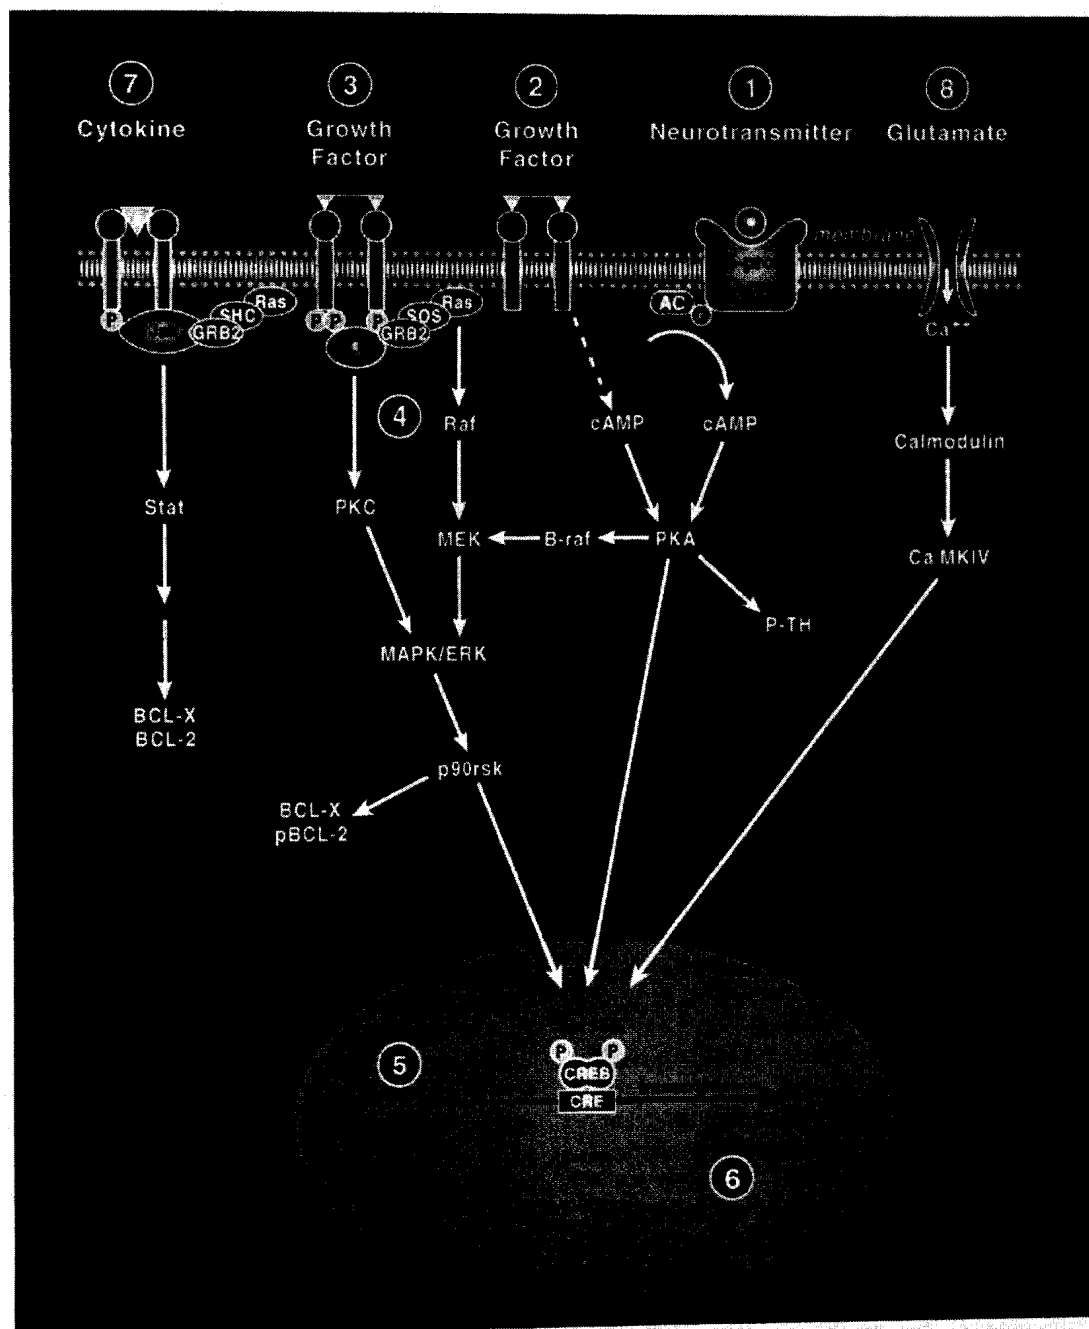 7
3
2
1
8
Cytokine
Growth
Factor
Growth
Factor
Neurotransmitter
Glutamate
membrane
Ras
SHC
GRB2
P
Ras
SOS
GRB2
P
P
P
AC
Ca++
4
Raf
cAMP
cAMP
Calmodulin
Stat
PKC
MEK
B-raf
PKA
Ca MKIV
P-TH
MAPK/ERK
BCL-X
BCL-2
p90rsk
BCL-X
pBCL-2
P
P
CREB
CRE
5
6